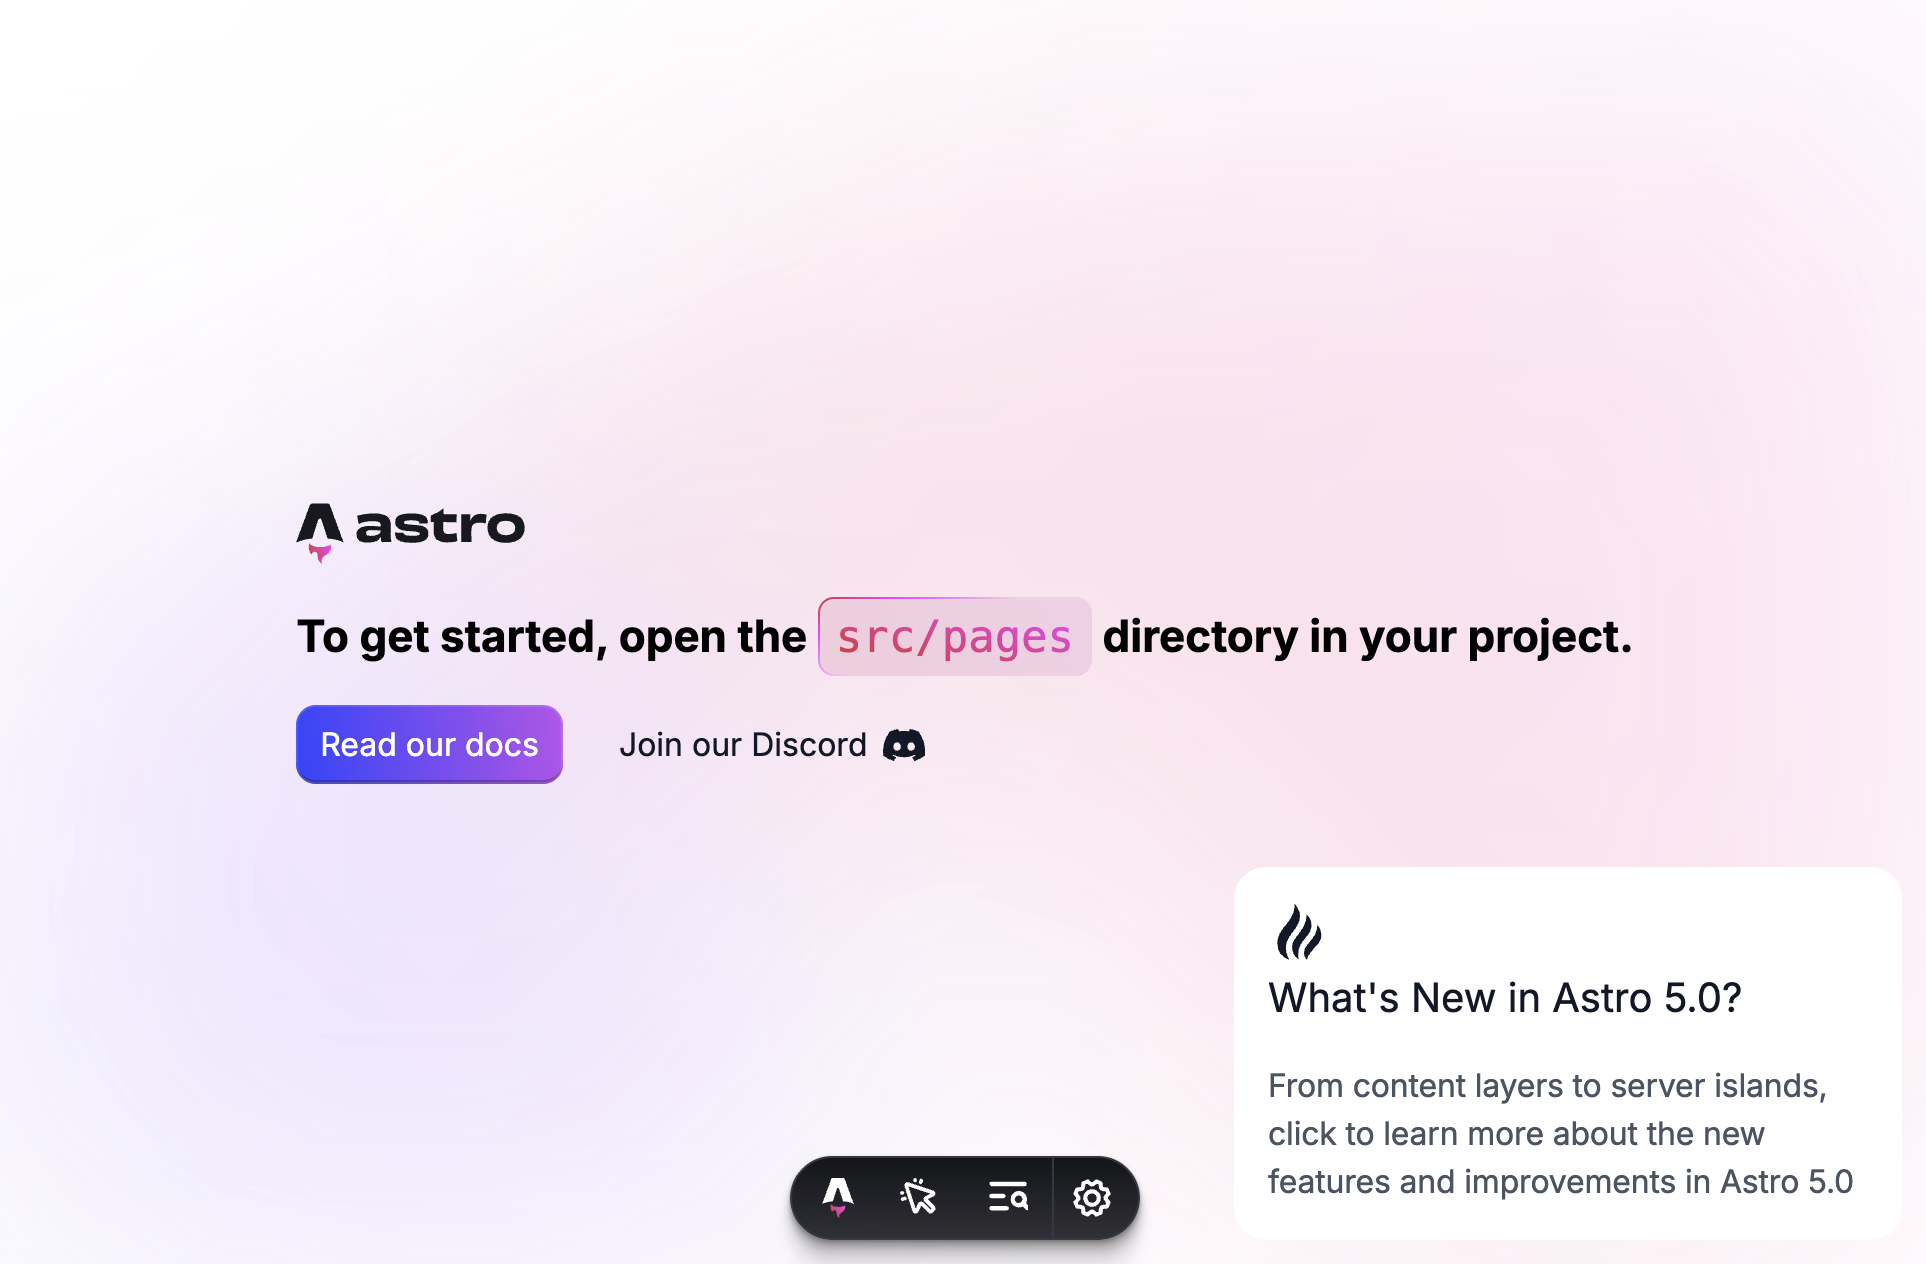 astro
To get started, open the src/pages directory in your project.
Read our docs
Join our Discord
What's New in Astro 5.0?
From content layers to server islands,
click to learn more about the new
features and improvements in Astro 5.0